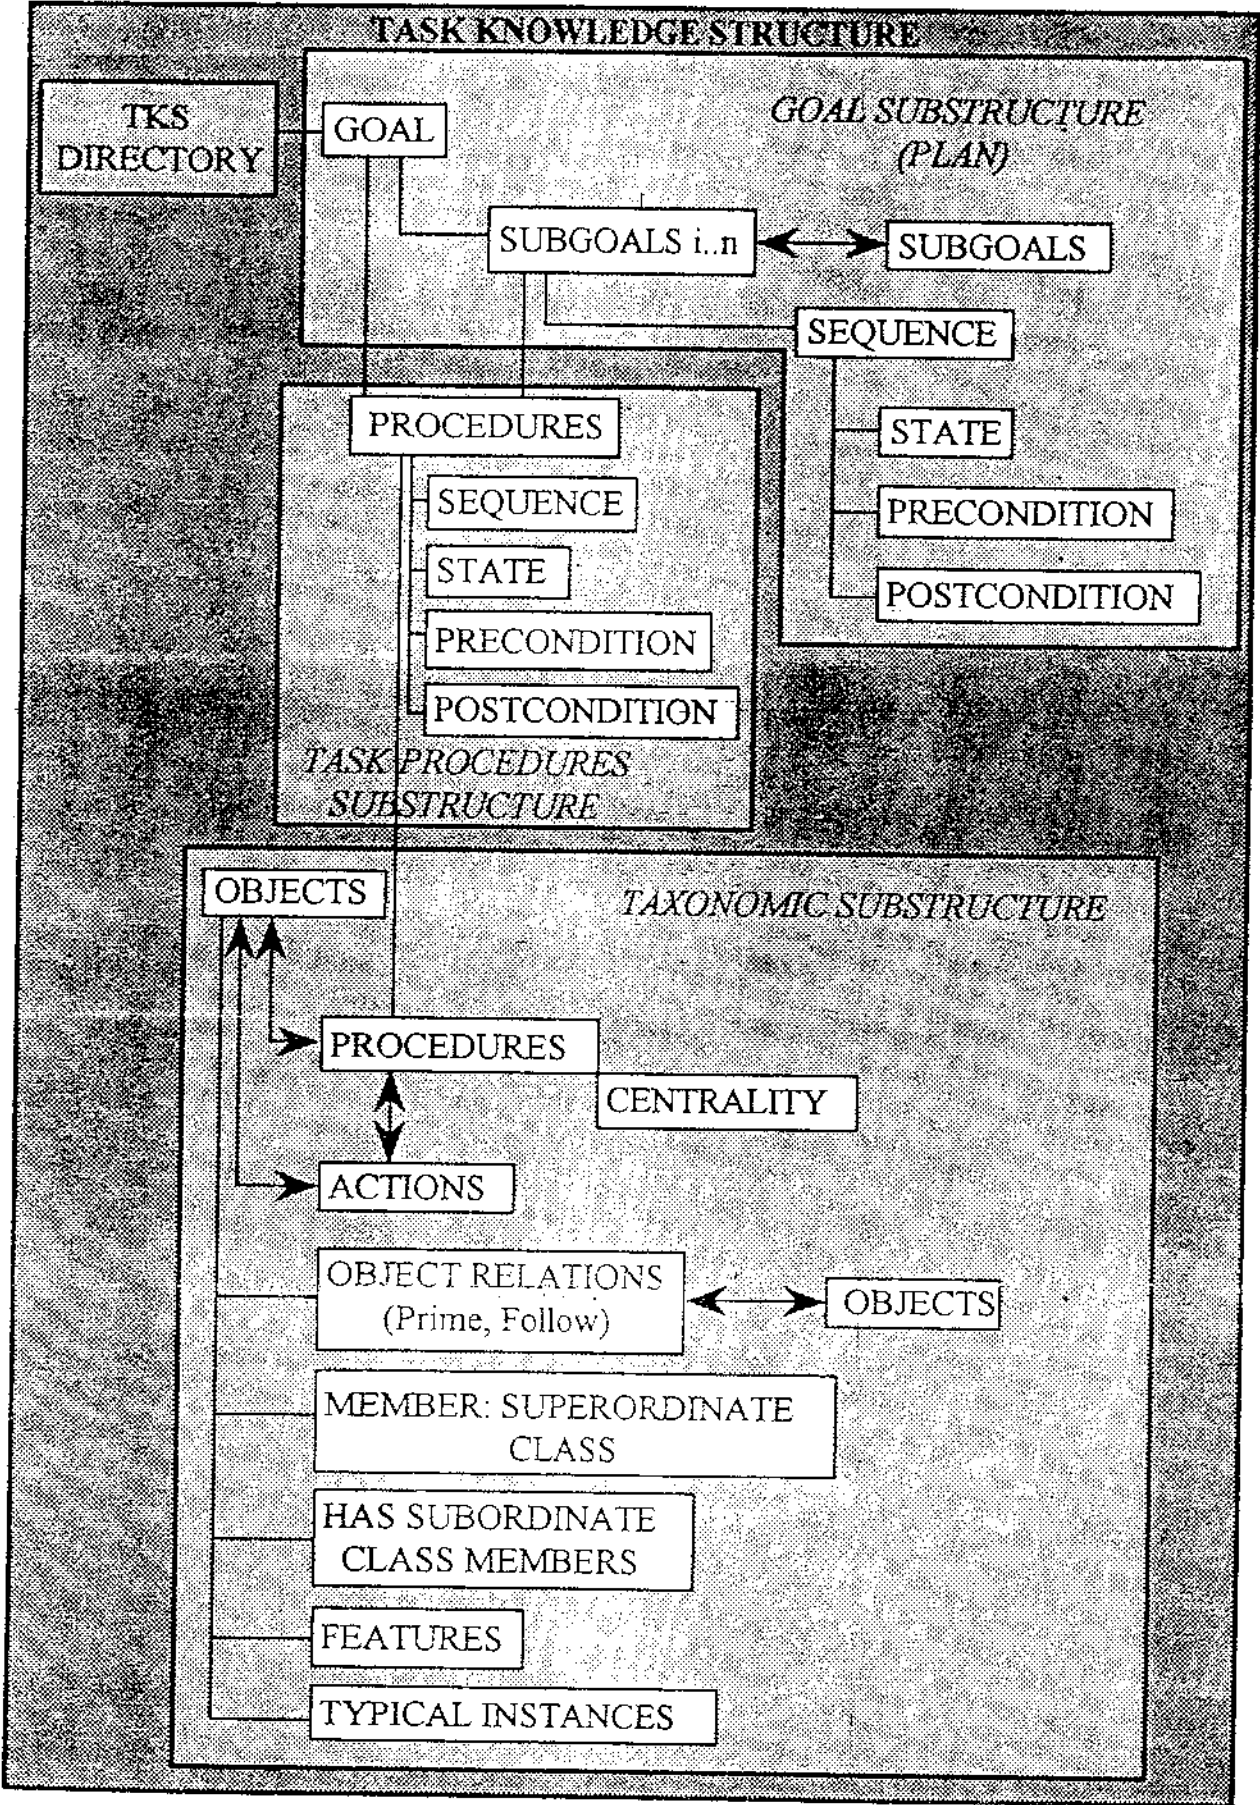 TASK KNOWLEDGE STRUCTURE
TKS
DIRECTORY
GOAL
GOAL SUBSTRUCTURE
(PLAN)
SUBGOALS i..n
SUBGOALS
SEQUENCE
STATE
PRECONDITION
POSTCONDITION
PROCEDURES
SEQUENCE
STATE
PRECONDITION
POSTCONDITION
TASK PROCEDURES
SUBSTRUCTURE
OBJECTS
TAXONOMIC SUBSTRUCTURE
PROCEDURES
CENTRALITY
ACTIONS
OBJECT RELATIONS
(Prime, Follow)
OBJECTS
MEMBER: SUPERORDINATE
CLASS
HAS SUBORDINATE
CLASS MEMBERS
FEATURES
TYPICAL INSTANCES